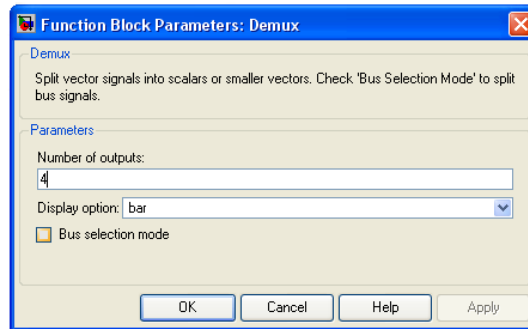 Function Block Parameters: Demux
Demux
Split vector signals into scalars or smaller vectors. Check 'Bus Selection Mode' to split
bus signals.
Parameters
Number of outputs:
4
Display option: bar
Bus selection mode
OK Cancel Help Apply